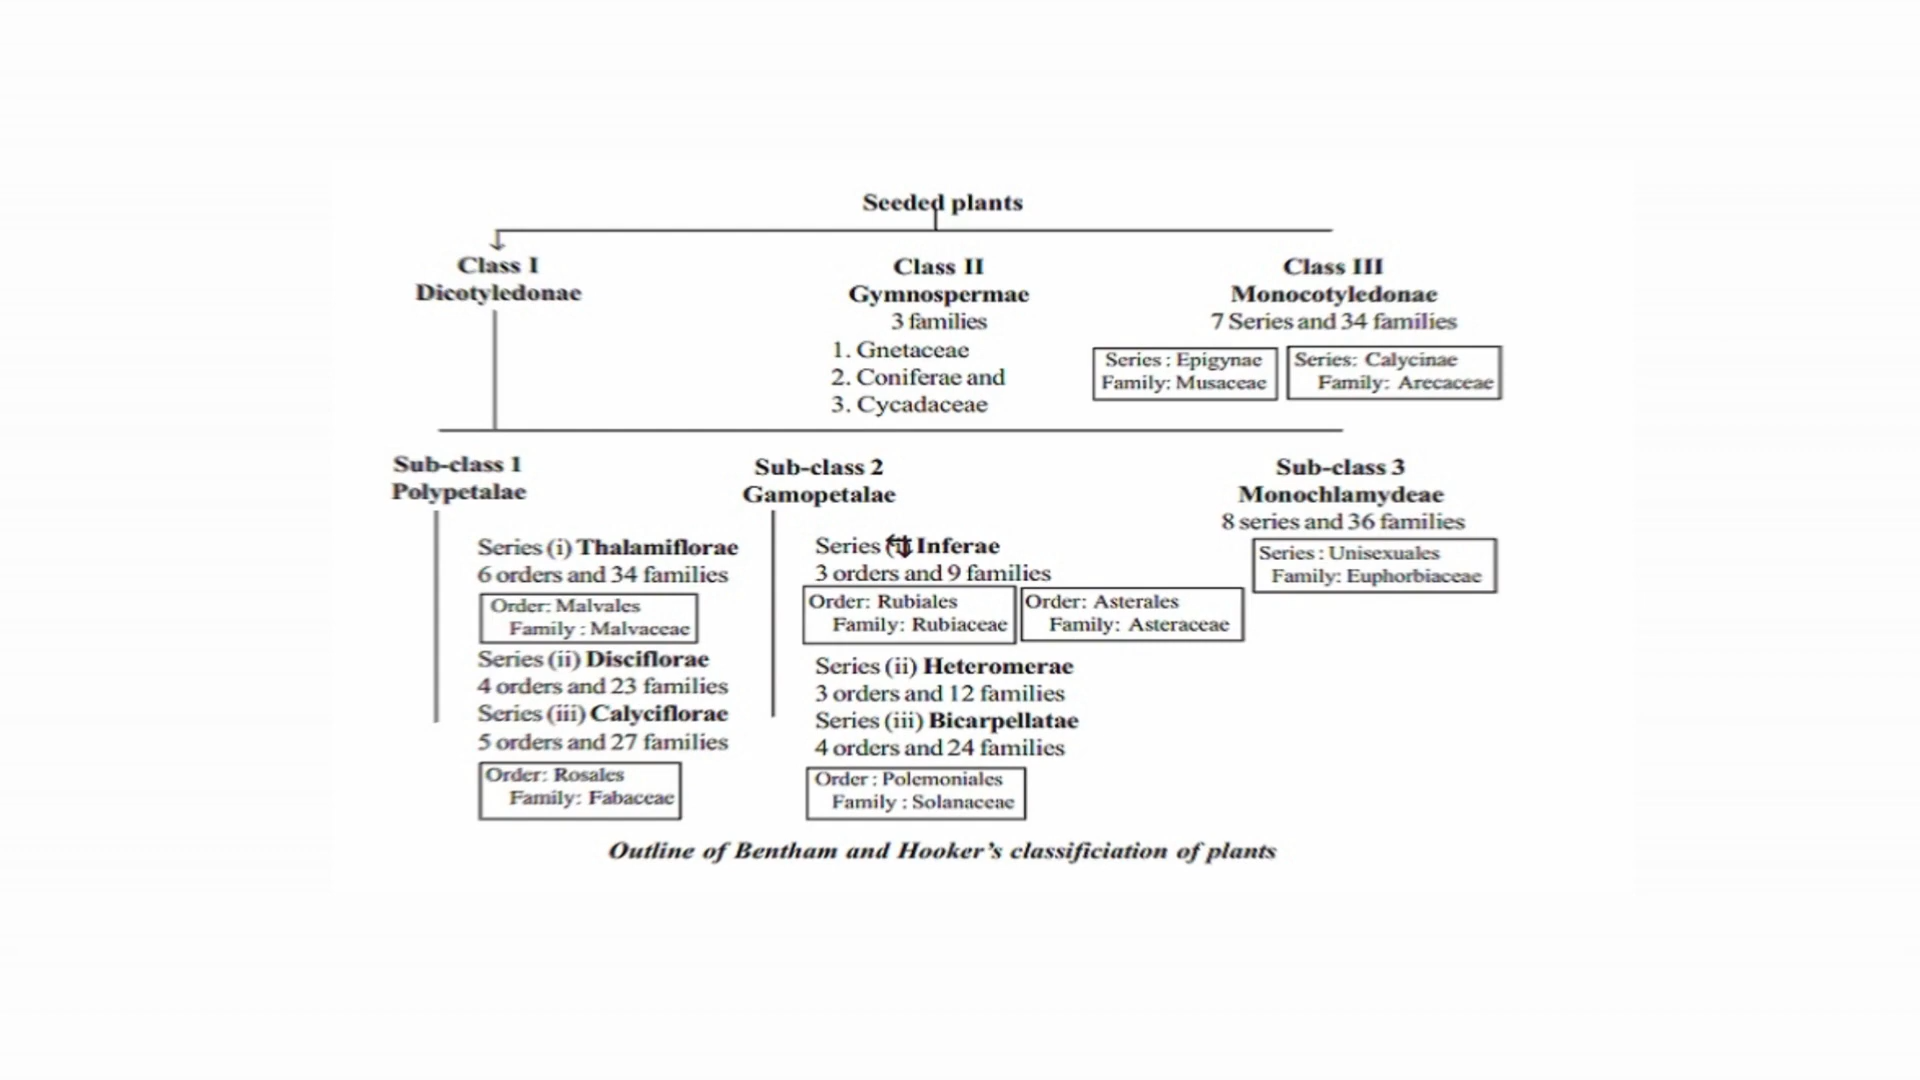 Seeded plants
Class I
Dicotyledonae
Class II
Gymnospermae
3 families
1. Gnetaceae
2. Coniferae and
3. Cycadaceae
Class III
Monocotyledonae
7 Series and 34 families
Series : Epigynae
Family: Musaceae
Series: Calycinae
Family: Arecaceae
Sub-class 1
Polypetalae
Series (i) Thalamiflorae
6 orders and 34 families
Order: Malvales
Family : Malvaceae
Series (ii) Disciflorae
4 orders and 23 families
Series (iii) Calyciflorae
5 orders and 27 families
Order: Rosales
Family: Fabaceae
Sub-class 2
Gamopetalae
Series Inferae
3 orders and 9 families
Order: Rubiales
Family: Rubiaceae
Order: Asterales
Family: Asteraceae
Series (ii) Heteromerae
3 orders and 12 families
Series (iii) Bicarpellatae
4 orders and 24 families
Order : Polemoniales
Family : Solanaceae
Sub-class 3
Monochlamydeae
8 series and 36 families
Series : Unisexuales
Family: Euphorbiaceae
Outline of Bentham and Hooker's classificiation of plants